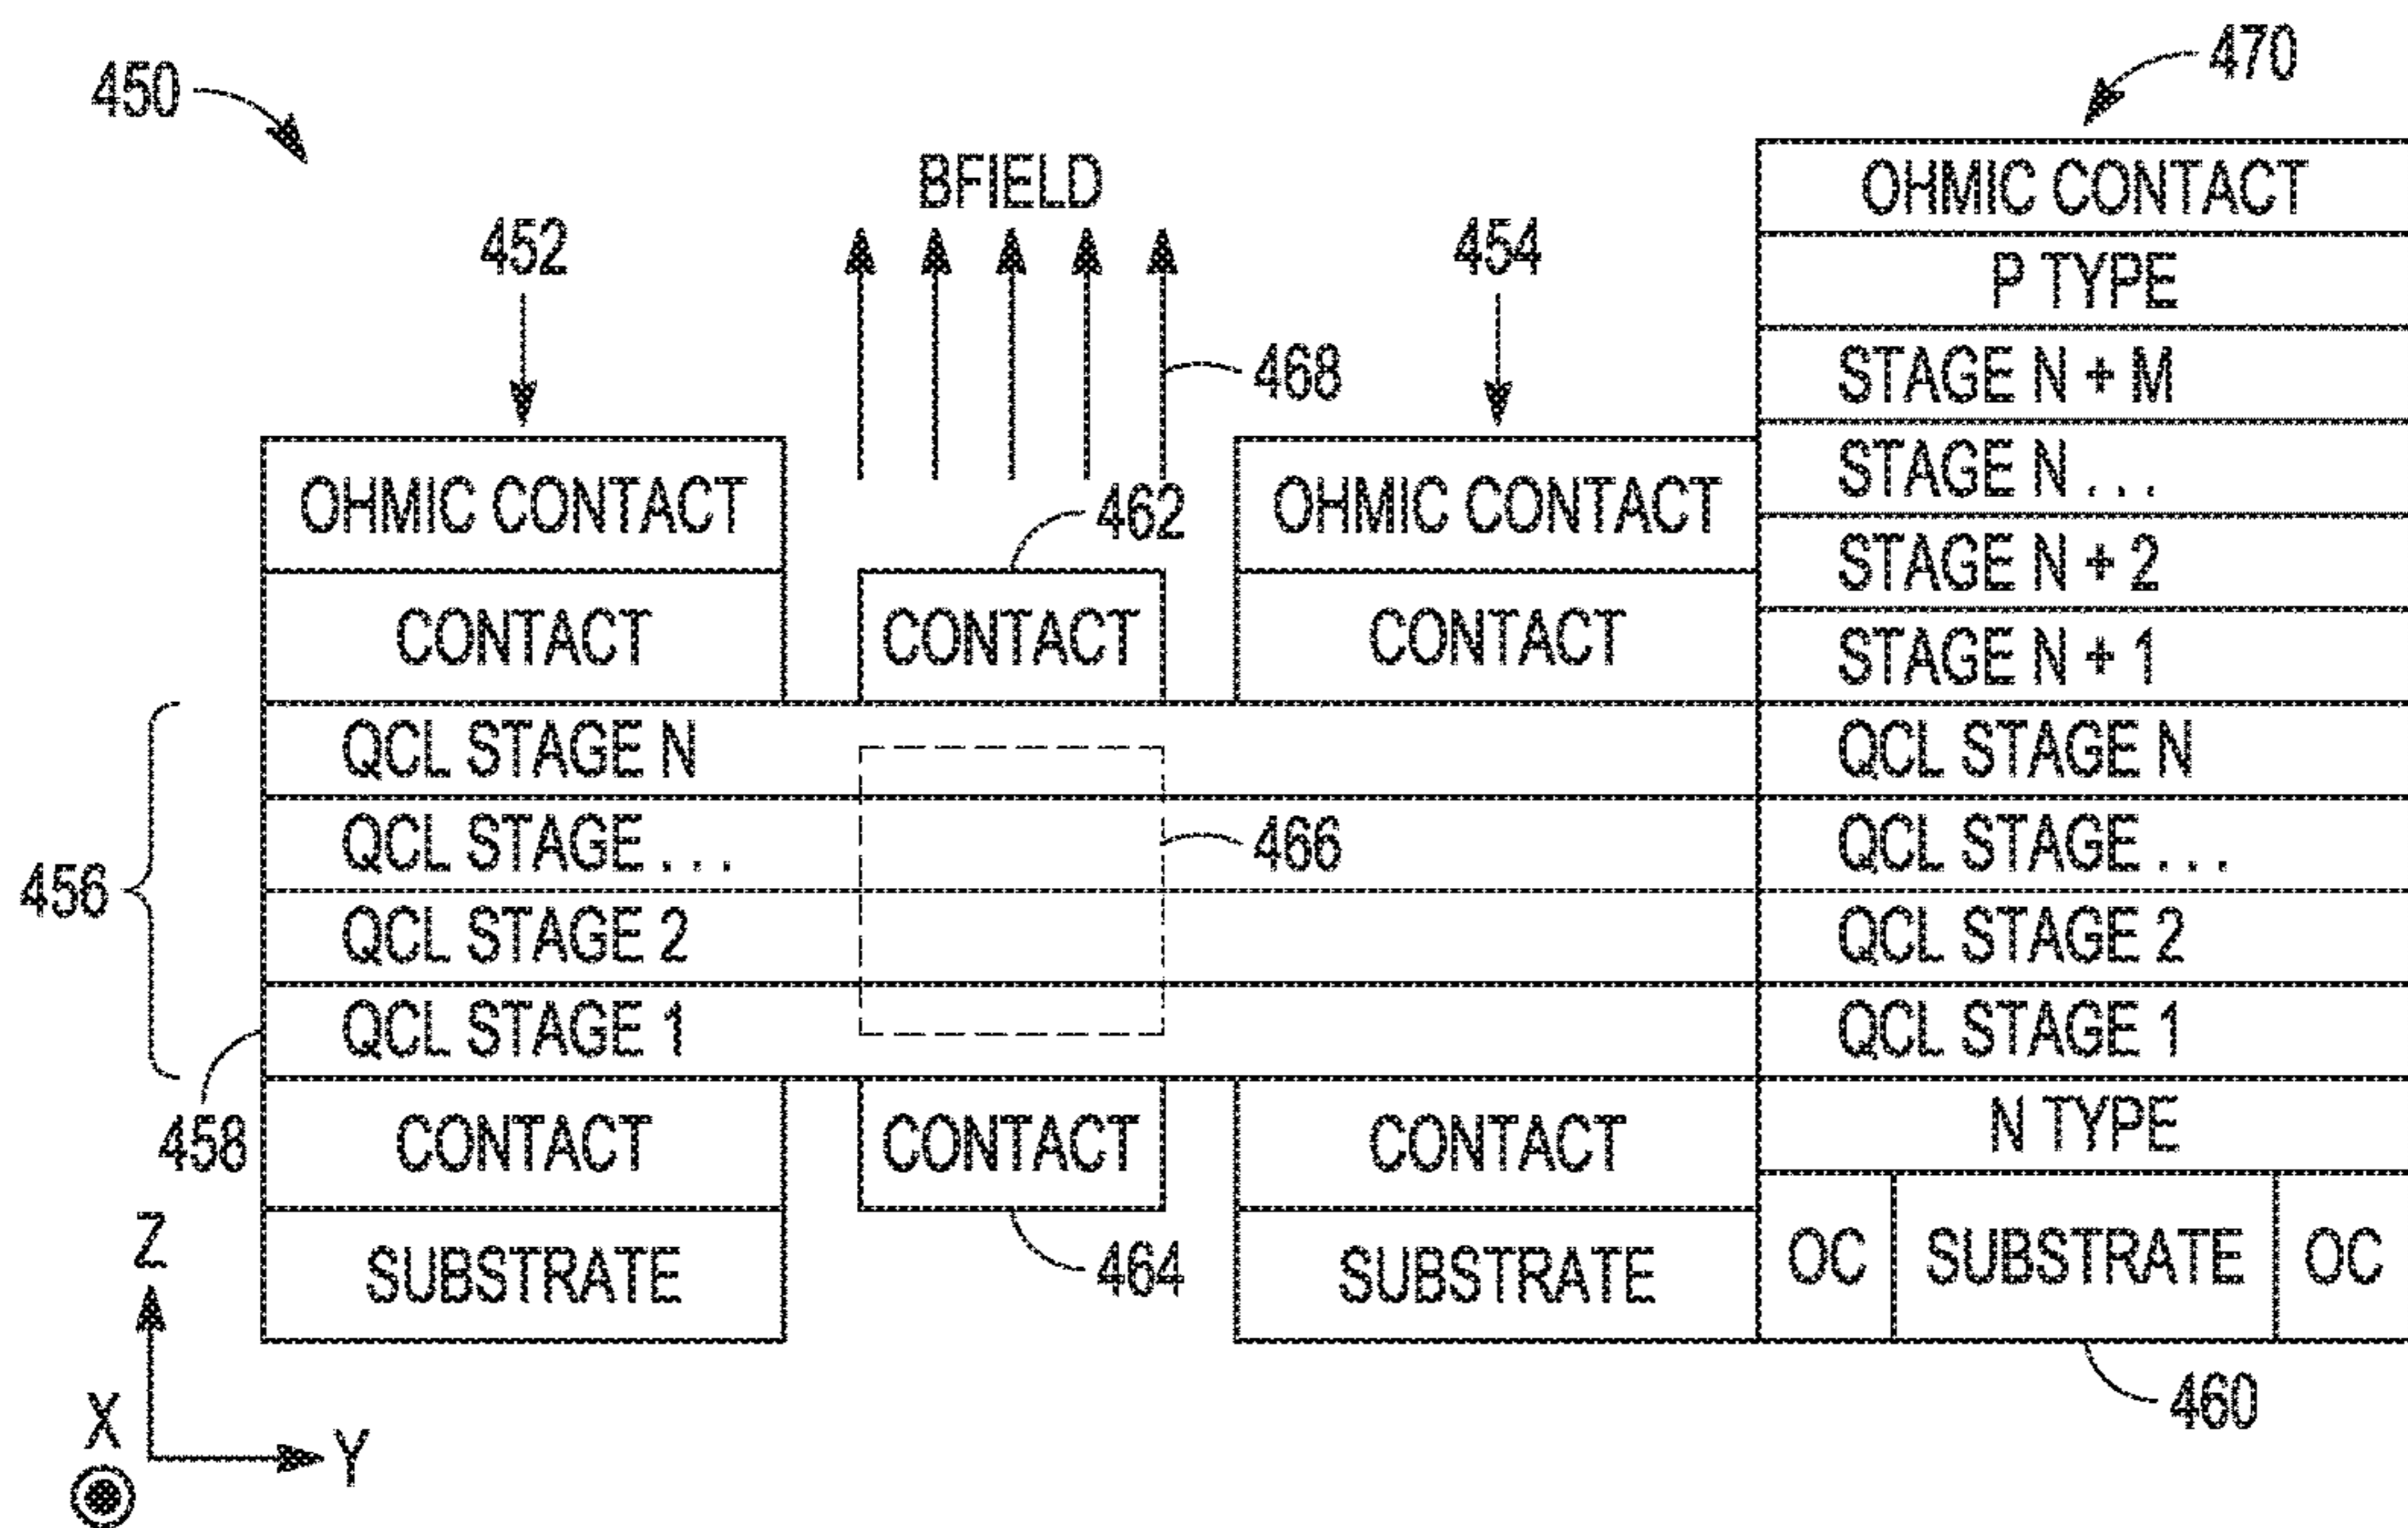 450
470
BFIELD
452
454
468
462
OHMIC CONTACT
CONTACT
CONTACT
OHMIC CONTACT
CONTACT
OHMIC CONTACT
P TYPE
STAGE N + M
STAGE N . . .
STAGE N + 2
STAGE N + 1
456
QCL STAGE N
QCL STAGE . . .
QCL STAGE 2
QCL STAGE 1
466
QCL STAGE N
QCL STAGE . . .
QCL STAGE 2
QCL STAGE 1
458
CONTACT
SUBSTRATE
CONTACT
464
CONTACT
SUBSTRATE
N TYPE
OC
SUBSTRATE
OC
460
Z
X
Y